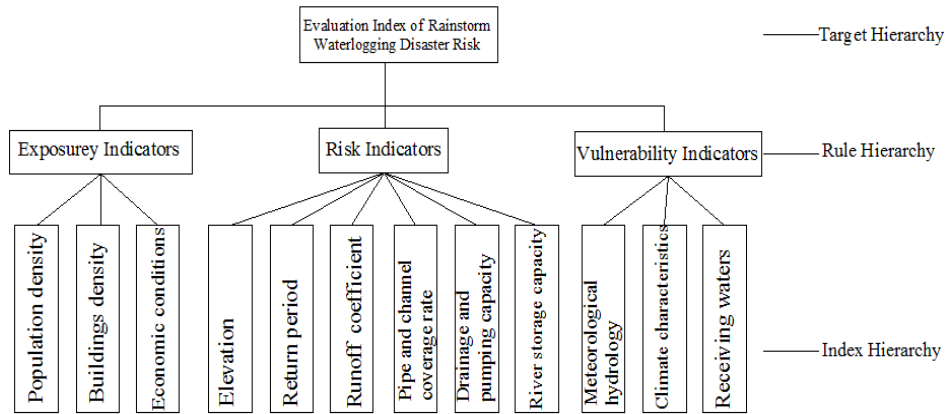 Evaluation Index of Rainstorm
Waterlogging Disaster Risk
Target Hierarchy
Exposurey Indicators
Risk Indicators
Vulnerability Indicators
Rule Hierarchy
Population density
Buildings density
Economic conditions
Elevation
Return period
Runoff coefficient
Pipe and channel
coverage rate
Drainage and
pumping capacity
River storage capacity
Meteorological
hydrology
Climate characteristics
Receiving waters
Index Hierarchy